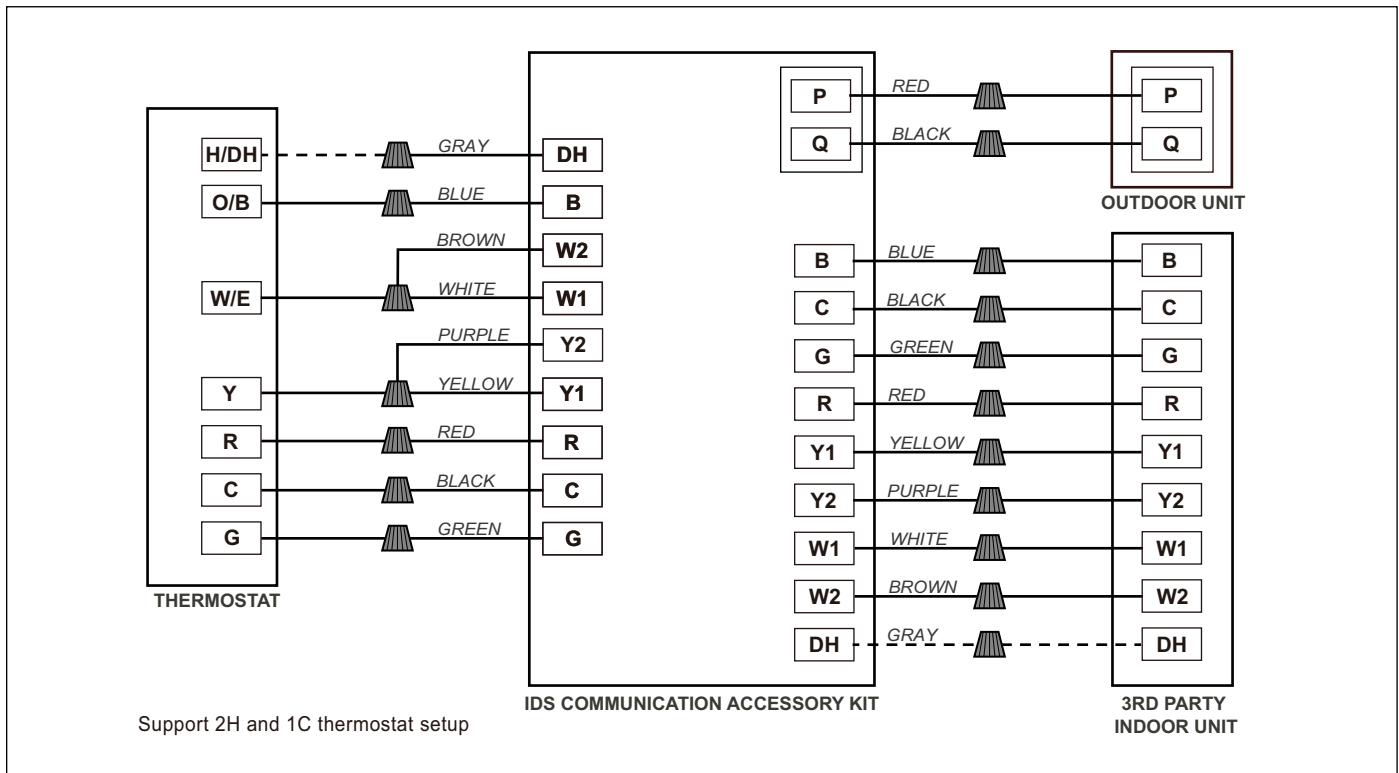 RED
P
P
BLACK
Q
Q
OUTDOOR UNIT
H/DH
GRAY
DH
O/B
BLUE
B
BROWN
W2
W/E
WHITE
W1
PURPLE
Y2
Y
YELLOW
Y1
R
RED
R
C
BLACK
C
G
GREEN
G
THERMOSTAT
B
BLUE
B
C
BLACK
C
G
GREEN
G
R
RED
R
Y1
YELLOW
Y1
Y2
PURPLE
Y2
W1
WHITE
W1
W2
BROWN
W2
DH
GRAY
DH
IDS COMMUNICATION ACCESSORY KIT
3RD PARTY
INDOOR UNIT
Support 2H and 1C thermostat setup